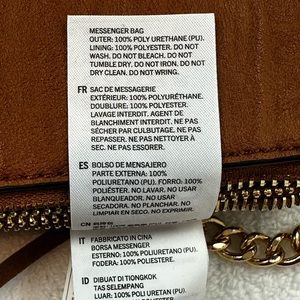 MESSENGER BAG
OUTER: 100% POLY URETHANE (PU).
LINING: 100% POLYESTER. DO NOT
WASH. DO NOT BLEACH. DO NOT
TUMBLE DRY. DO NOT IRON. DO NOT
DRY CLEAN. DO NOT WRING.
FR SAC DE MESSAGERIE
EXTÉRIEUR: 100% POLYURÉTHANE.
DOUBLURE: 100% POLYESTER.
LAVAGE INTERDIT. AGENT DE
BLANCHIMENT INTERDIT. NE PAS
SÉCHER PAR CULBUTAGE. NE PAS
REPASSER. NE PAS NETTOYER À SEC.
NE PAS ESSORER.
ES BOLSO DE MENSAJERO
PARTE EXTERNA: 100%
POLIURETANO (PU). FORRO: 100%
POLIÉSTER. NO LAVAR. NO USAR
BLANQUEADOR. NO USAR
SECADORA. NO PLANCHAR. NO
LAVAR EN SECO. NO ESCURRIR.
CN
IT FABBRICATO IN CINA
BORSA MESSENGER
ESTERNO: 100% POLIURETANO (PU).
FODERA: 100% POLIESTERE.
ID DIBUAT DI TIONGKOK
TAS SELEMPANG
LUAR: 100% POLI URETAN (PU).